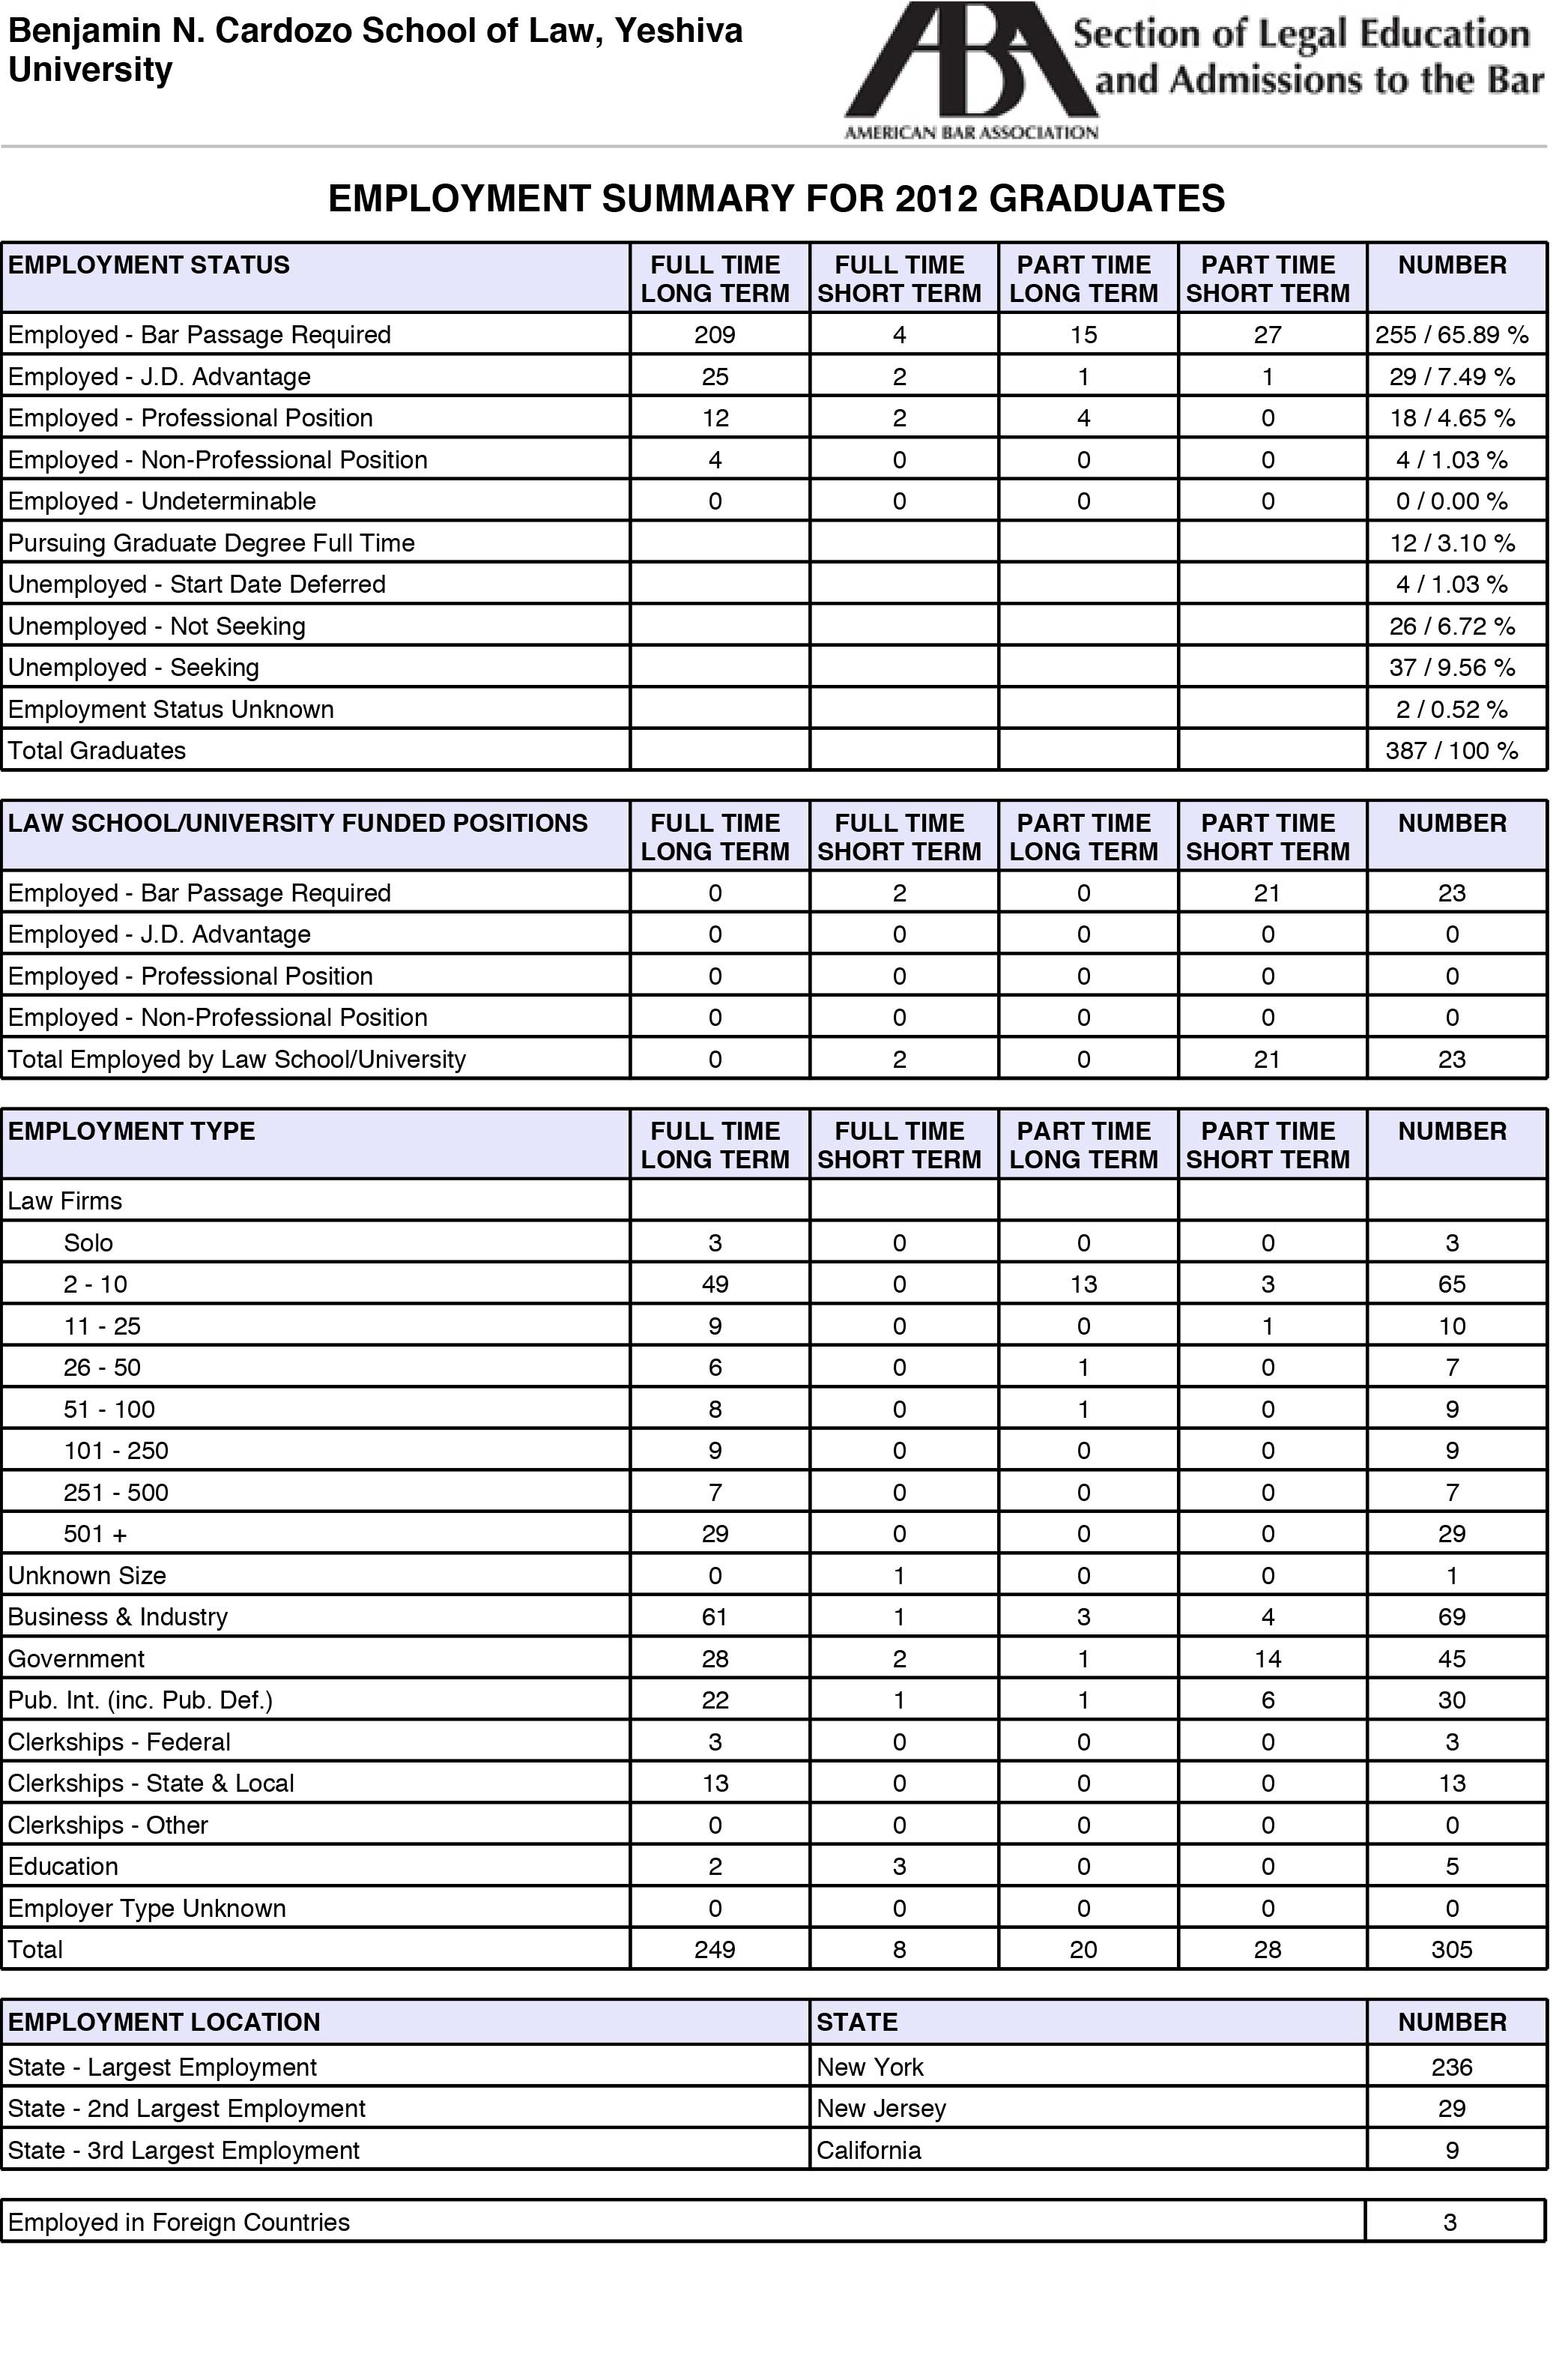 Benjamin N. Cardozo School of Law, Yeshiva
University
ABA
AMERICAN BAR ASSOCIATION
Section of Legal Education
and Admissions to the Bar
EMPLOYMENT SUMMARY FOR 2012 GRADUATES
EMPLOYMENT STATUS FULL TIME LONG TERM FULL TIME SHORT TERM PART TIME LONG TERM PART TIME SHORT TERM NUMBER
Employed - Bar Passage Required 209 4 15 27 255 / 65.89 %
Employed - J.D. Advantage 25 2 1 1 29 / 7.49 %
Employed - Professional Position 12 2 4 0 18 / 4.65 %
Employed - Non-Professional Position 4 0 0 0 4 / 1.03 %
Employed - Undeterminable 0 0 0 0 0 / 0.00 %
Pursuing Graduate Degree Full Time 12 / 3.10 %
Unemployed - Start Date Deferred 4 / 1.03 %
Unemployed - Not Seeking 26 / 6.72 %
Unemployed - Seeking 37 / 9.56 %
Employment Status Unknown 2 / 0.52 %
Total Graduates 387 / 100 %
LAW SCHOOL/UNIVERSITY FUNDED POSITIONS FULL TIME LONG TERM FULL TIME SHORT TERM PART TIME LONG TERM PART TIME SHORT TERM NUMBER
Employed - Bar Passage Required 0 2 0 21 23
Employed - J.D. Advantage 0 0 0 0 0
Employed - Professional Position 0 0 0 0 0
Employed - Non-Professional Position 0 0 0 0 0
Total Employed by Law School/University 0 2 0 21 23
EMPLOYMENT TYPE FULL TIME LONG TERM FULL TIME SHORT TERM PART TIME LONG TERM PART TIME SHORT TERM NUMBER
Law Firms
Solo 3 0 0 0 3
2 - 10 49 0 13 3 65
11 - 25 9 0 0 1 10
26 - 50 6 0 1 0 7
51 - 100 8 0 1 0 9
101 - 250 9 0 0 0 9
251 - 500 7 0 0 0 7
501 + 29 0 0 0 29
Unknown Size 0 1 0 0 1
Business & Industry 61 1 3 4 69
Government 28 2 1 14 45
Pub. Int. (inc. Pub. Def.) 22 1 1 6 30
Clerkships - Federal 3 0 0 0 3
Clerkships - State & Local 13 0 0 0 13
Clerkships - Other 0 0 0 0 0
Education 2 3 0 0 5
Employer Type Unknown 0 0 0 0 0
Total 249 8 20 28 305
EMPLOYMENT LOCATION STATE NUMBER
State - Largest Employment New York 236
State - 2nd Largest Employment New Jersey 29
State - 3rd Largest Employment California 9
Employed in Foreign Countries 3